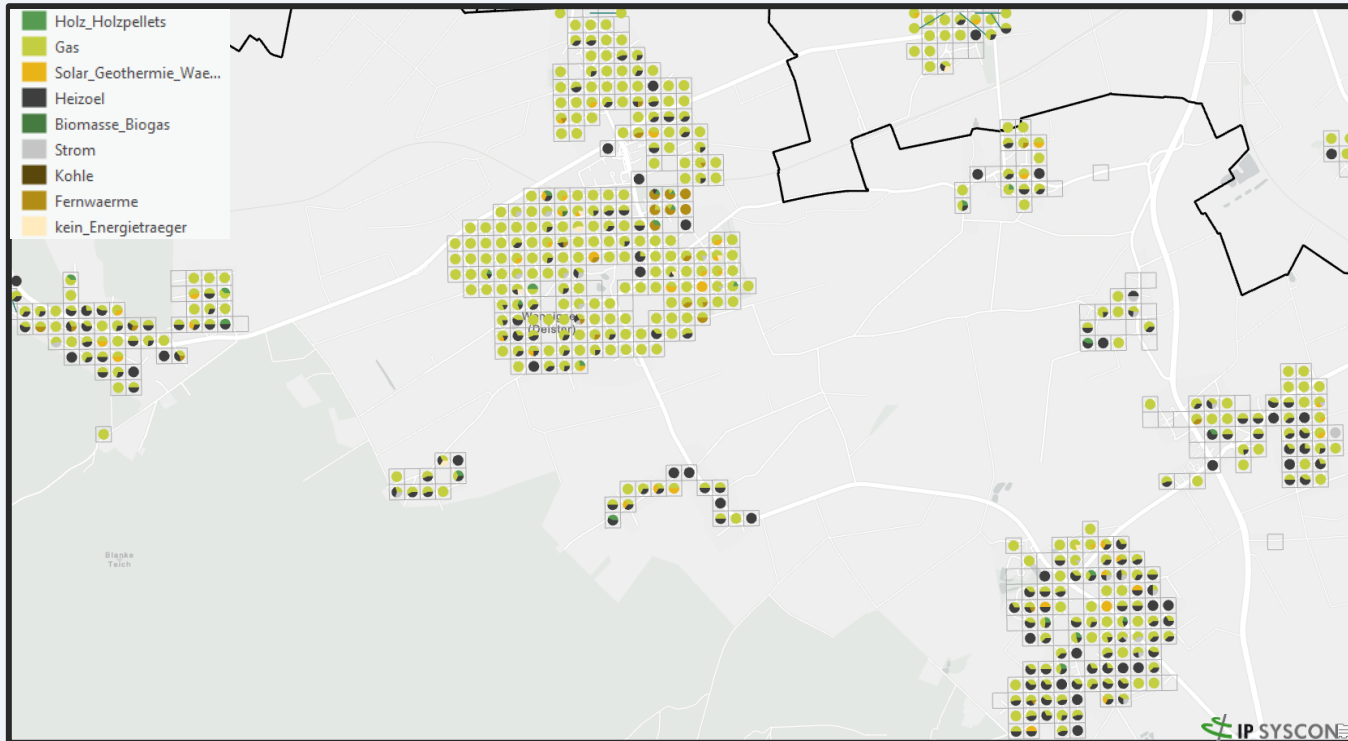 Holz_Holzpellets
Gas
Solar_Geothermie_Wae...
Heizoel
Biomasse_Biogas
Strom
Kohle
Fernwaerme
kein_Energietraeger
(Deister)
Blanke
Teich
IP SYSCON